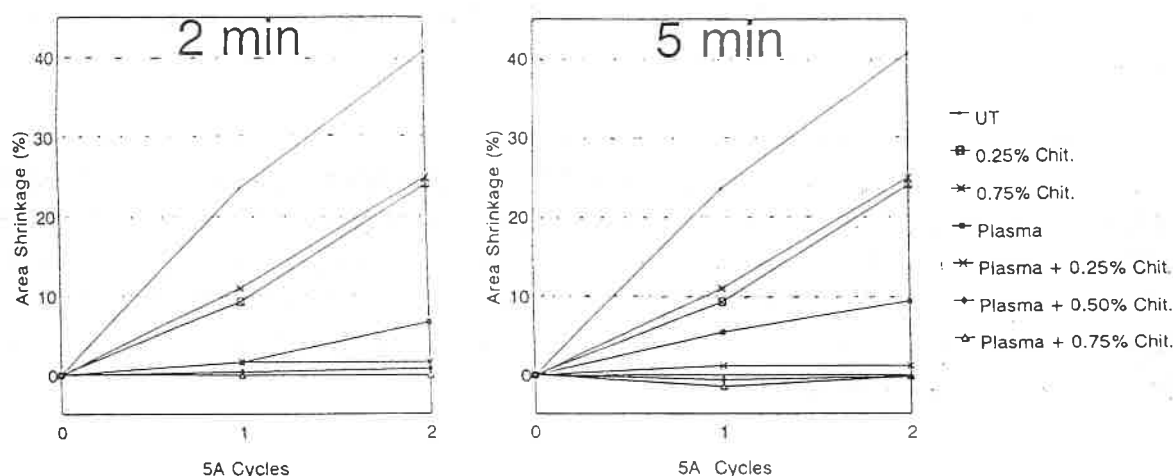 2 min
Area Shrinkage (%)
40
30
20
10
0
0
1
2
5A Cycles
5 min
Area Shrinkage (%)
40
30
20
10
0
0
1
2
5A Cycles
UT
0.25% Chit.
0.75% Chit.
Plasma
Plasma + 0.25% Chit.
Plasma + 0.50% Chit.
Plasma + 0.75% Chit.